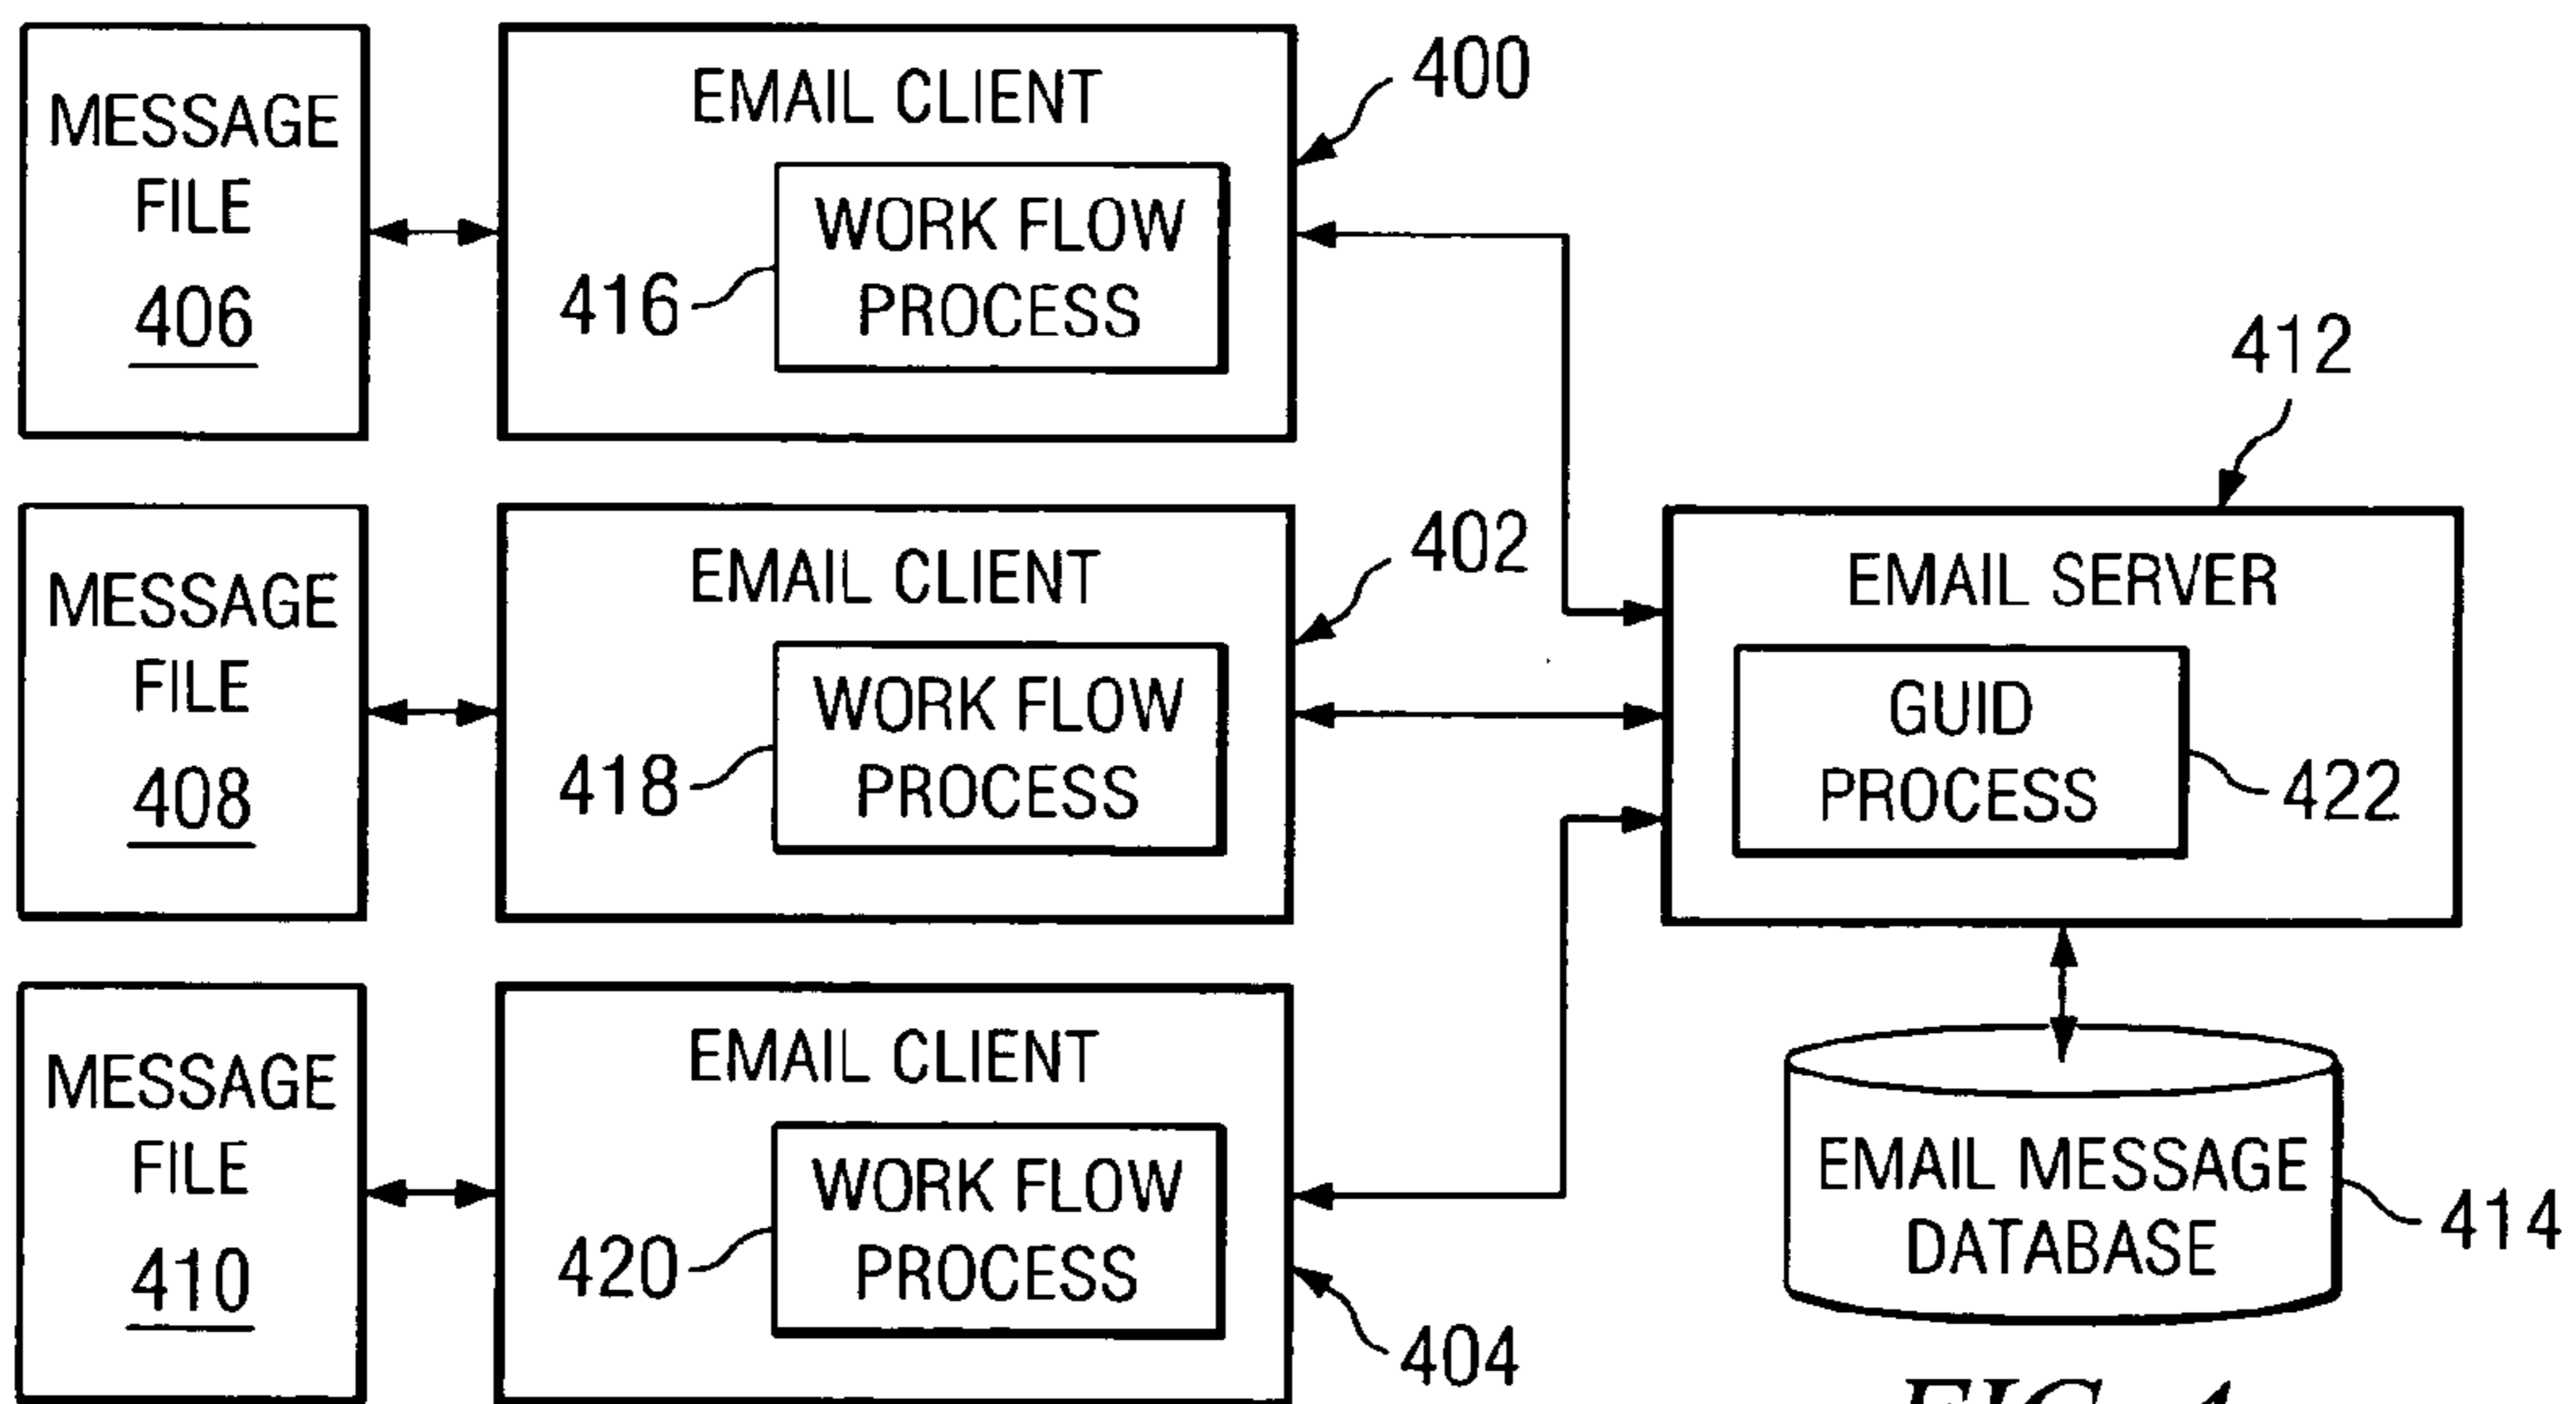 MESSAGE
FILE
406
EMAIL CLIENT
WORK FLOW
PROCESS
416
400
MESSAGE
FILE
408
EMAIL CLIENT
WORK FLOW
PROCESS
418
402
MESSAGE
FILE
410
EMAIL CLIENT
WORK FLOW
PROCESS
420
404
412
EMAIL SERVER
GUID
PROCESS
422
EMAIL MESSAGE
DATABASE
414
FIG. 4